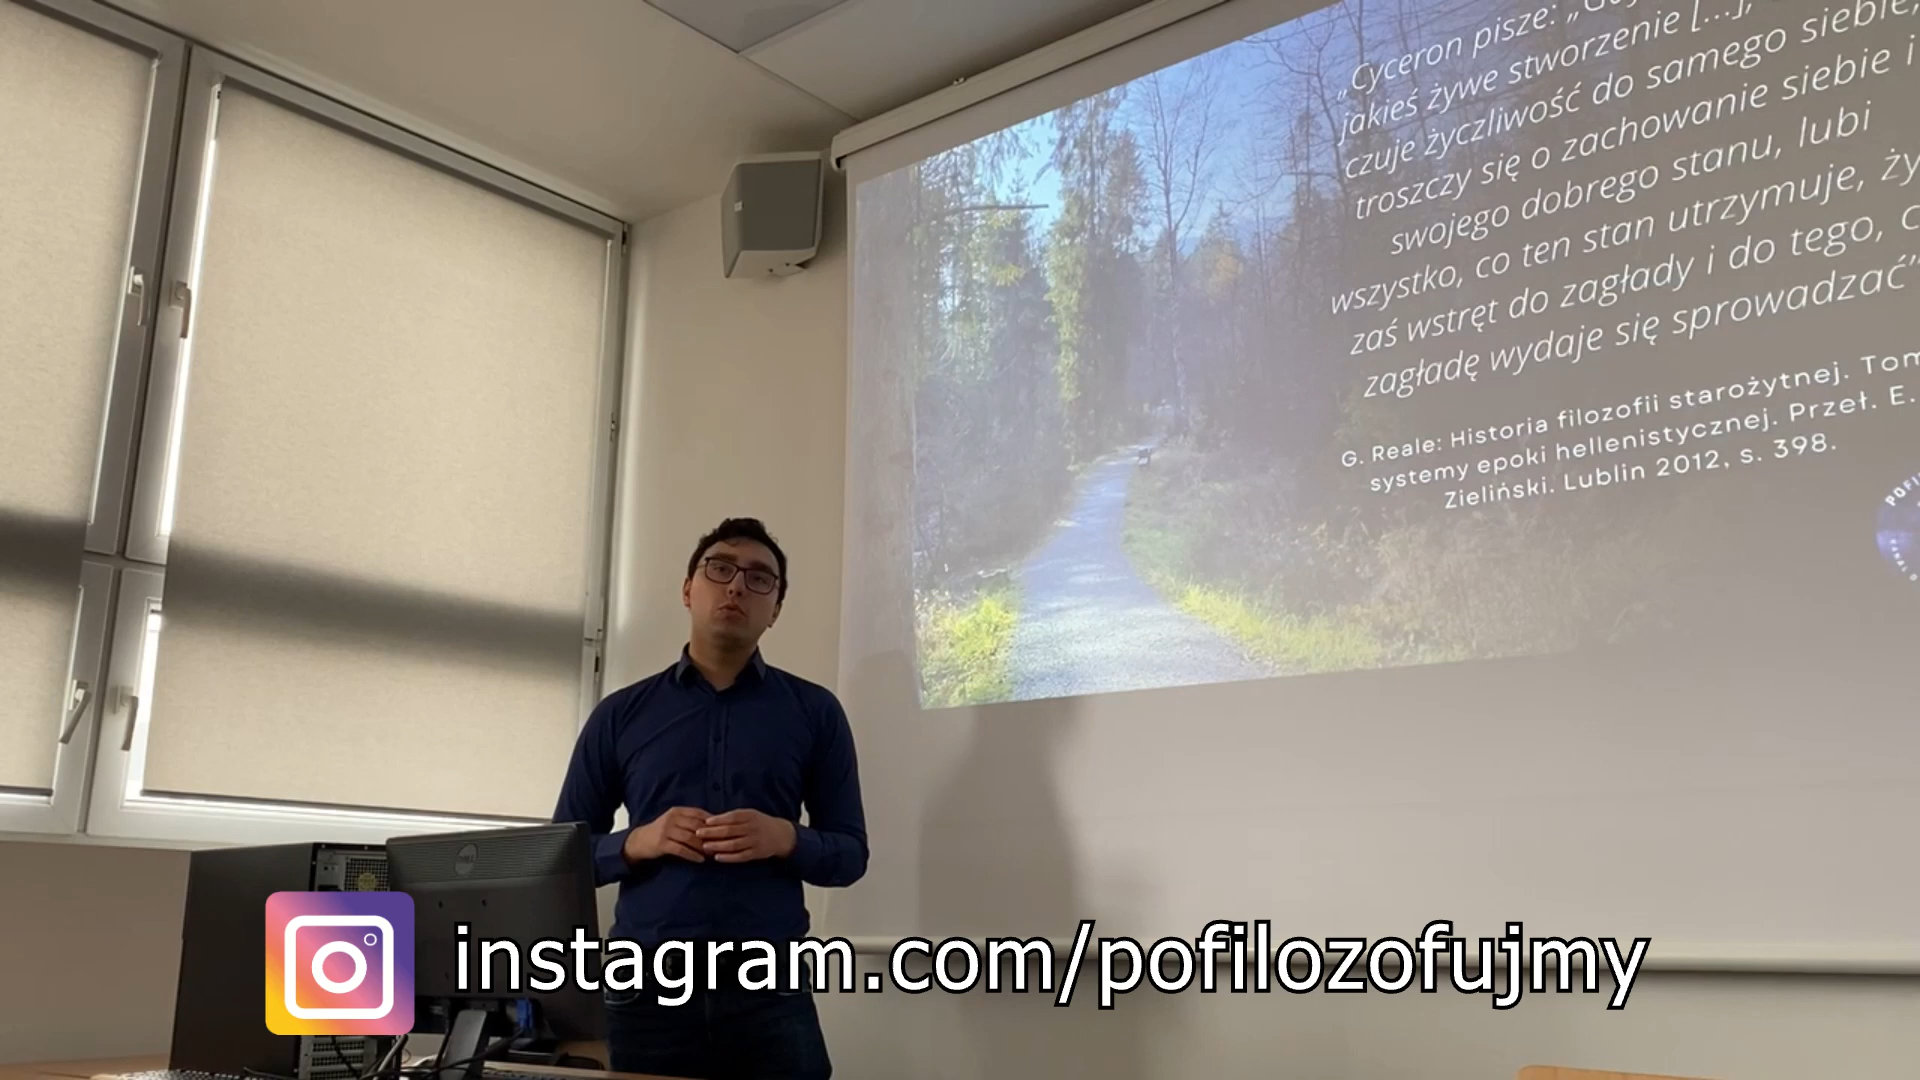 „Cyceron pisze:
jakieś żywe stworzenie [...],
czuje życzliwość do samego siebie,
troszczy się o zachowanie siebie i
swojego dobrego stanu, lubi
wszystko, co ten stan utrzymuje, ży
zaś wstręt do zagłady i do tego, c
zagładę wydaje się sprowadzać”
G. Reale: Historia filozofii starożytnej. Tom
systemy epoki hellenistycznej. Przeł. E.
Zieliński. Lublin 2012, s. 398.
POFI
DELL
instagram.com/pofilozofujmy